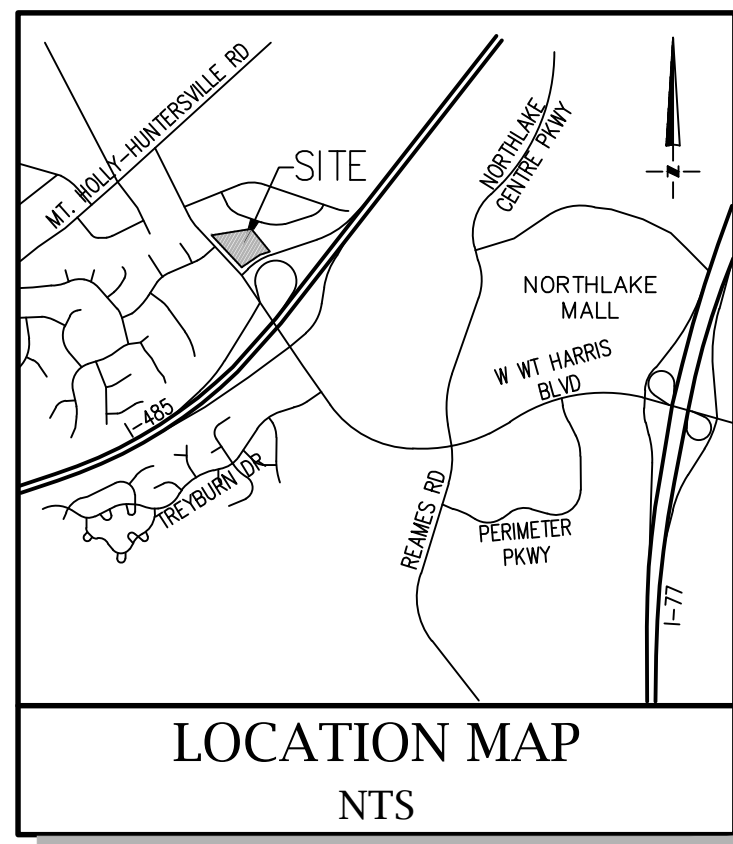 MT. HOLLY-HUNTERSVILLE RD
SITE
NORTHLAKE
CENTRE PKWY
N
NORTHLAKE
MALL
W WT HARRIS
BLVD
I-485
TREYBURN DR
REAMES RD
PERIMETER
PKWY
I-77
LOCATION MAP
NTS